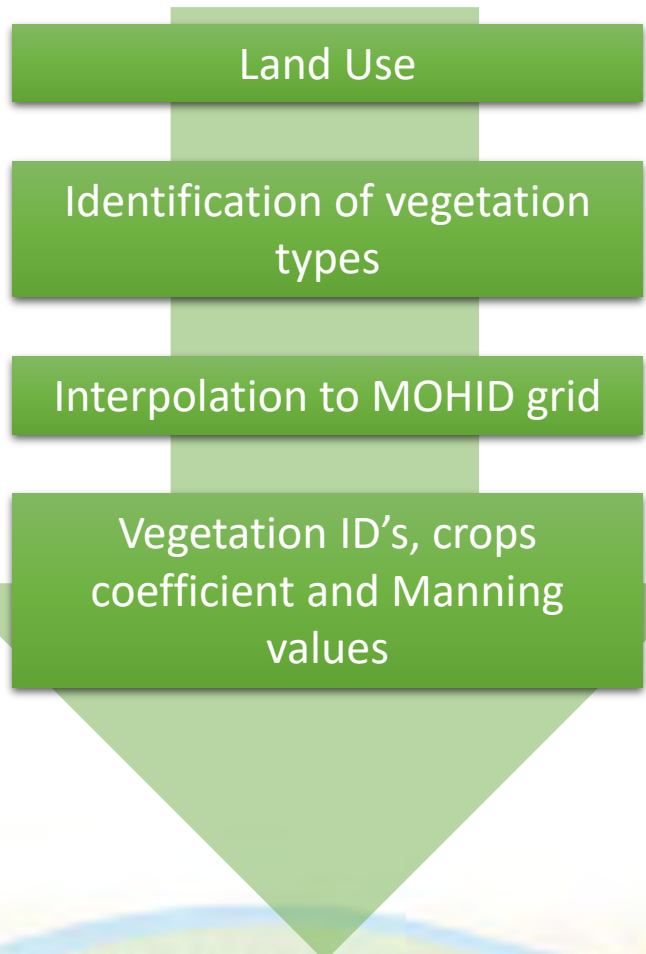 Land Use
Identification of vegetation
types
Interpolation to MOHID grid
Vegetation ID’s, crops
coefficient and Manning
values